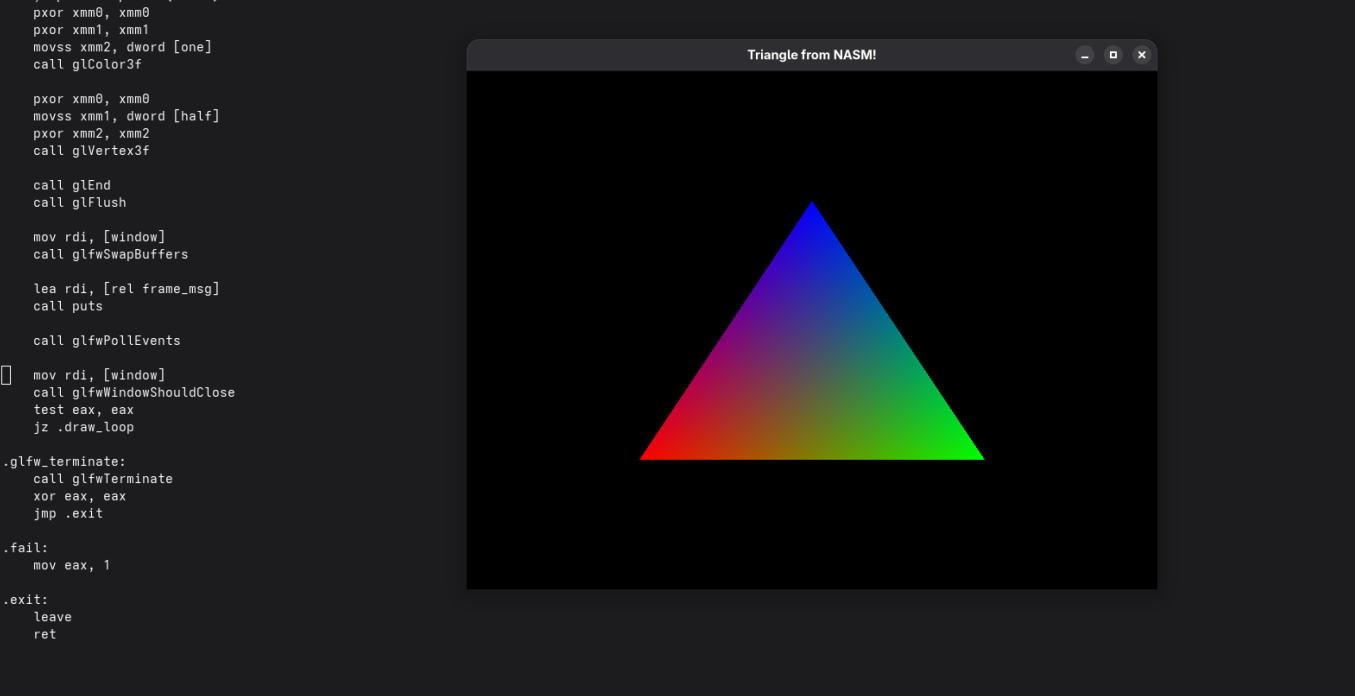 pxor xmm0, xmm0
pxor xmm1, xmm1
movss xmm2, dword [one]
call glColor3f
pxor xmm0, xmm0
movss xmm1, dword [half]
pxor xmm2, xmm2
call glVertex3f
call glEnd
call glFlush
mov rdi, [window]
call glfwSwapBuffers
lea rdi, [rel frame_msg]
call puts
call glfwPollEvents
mov rdi, [window]
call glfwWindowShouldClose
test eax, eax
jz .draw_loop
.glfw_terminate:
call glfwTerminate
xor eax, eax
jmp .exit
.fail:
mov eax, 1
.exit:
leave
ret
Triangle from NASM!